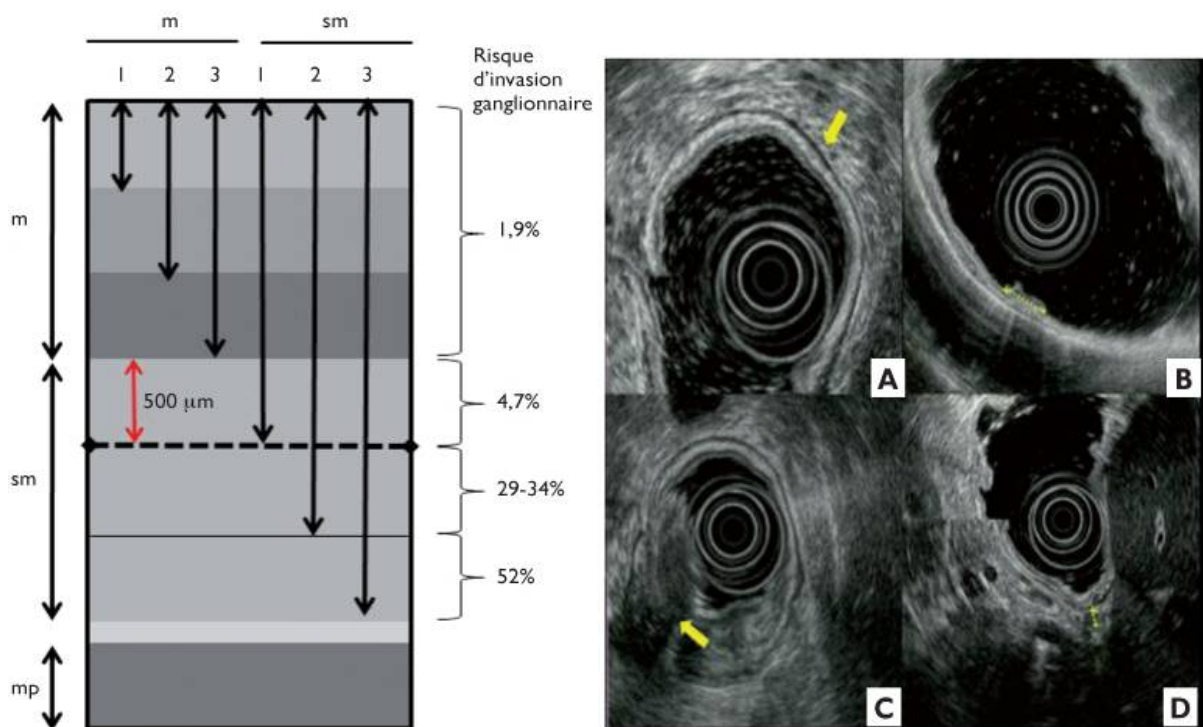 m
sm
1
2
3
1
2
3
Risque
d'invasion
ganglionnaire
m
1,9%
500 µm
4,7%
sm
29-34%
52%
mp
A
B
C
D